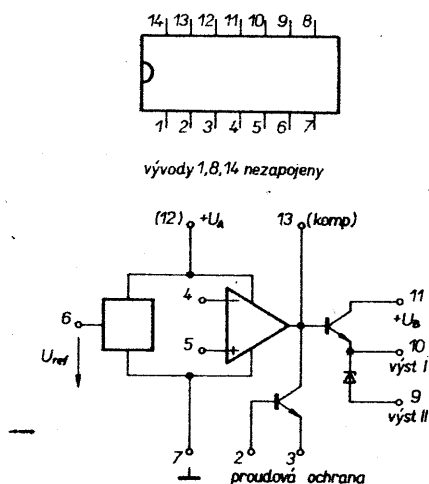 14 13 12 11 10 9 8
1 2 3 4 5 6 7
vývody 1,8,14 nezapojeny
(12) +U_A
13 (komp)
4 −
11
+U_B
6
5 +
10
výst I
U_ref
9
výst II
7
2
3
proudová ochrana